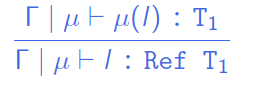 Γ | μ ⊢ μ(l) : T₁
Γ | μ ⊢ l : Ref T₁